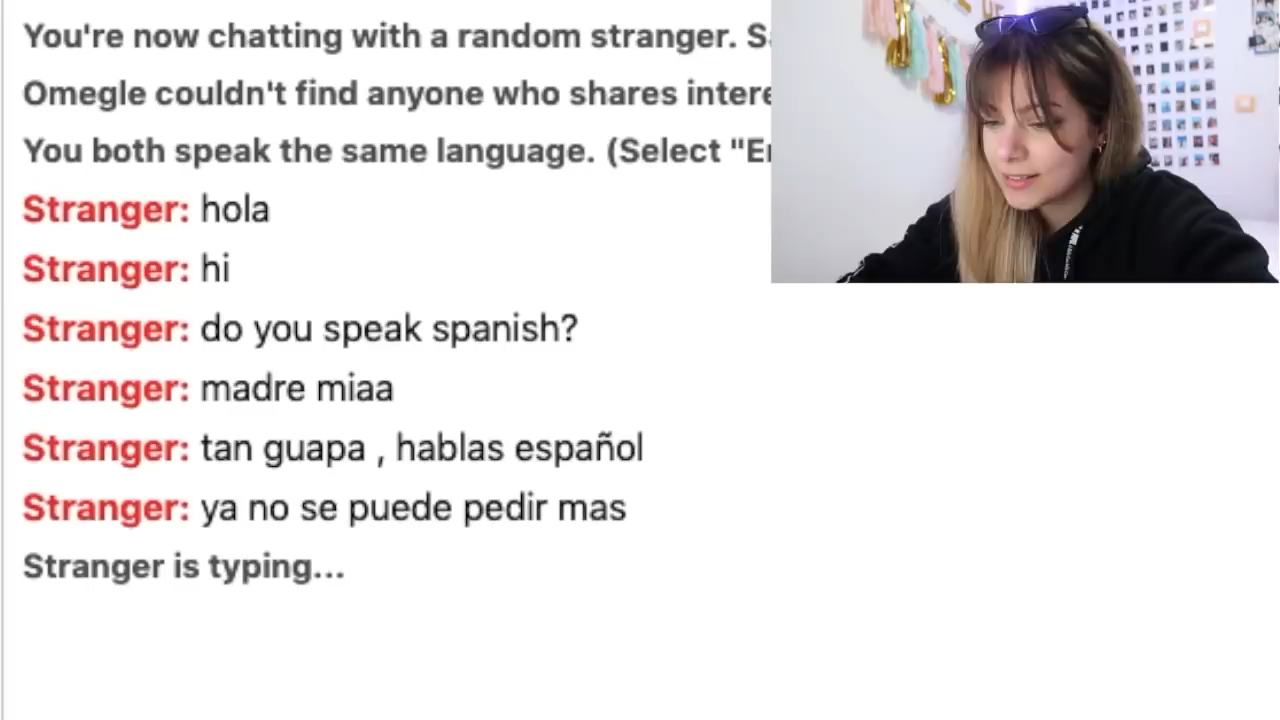 You're now chatting with a random stranger.
Omegle couldn't find anyone who shares
You both speak the same language. (Select
Stranger: hola
Stranger: hi
Stranger: do you speak spanish?
Stranger: madre miaa
Stranger: tan guapa , hablas español
Stranger: ya no se puede pedir mas
Stranger is typing...